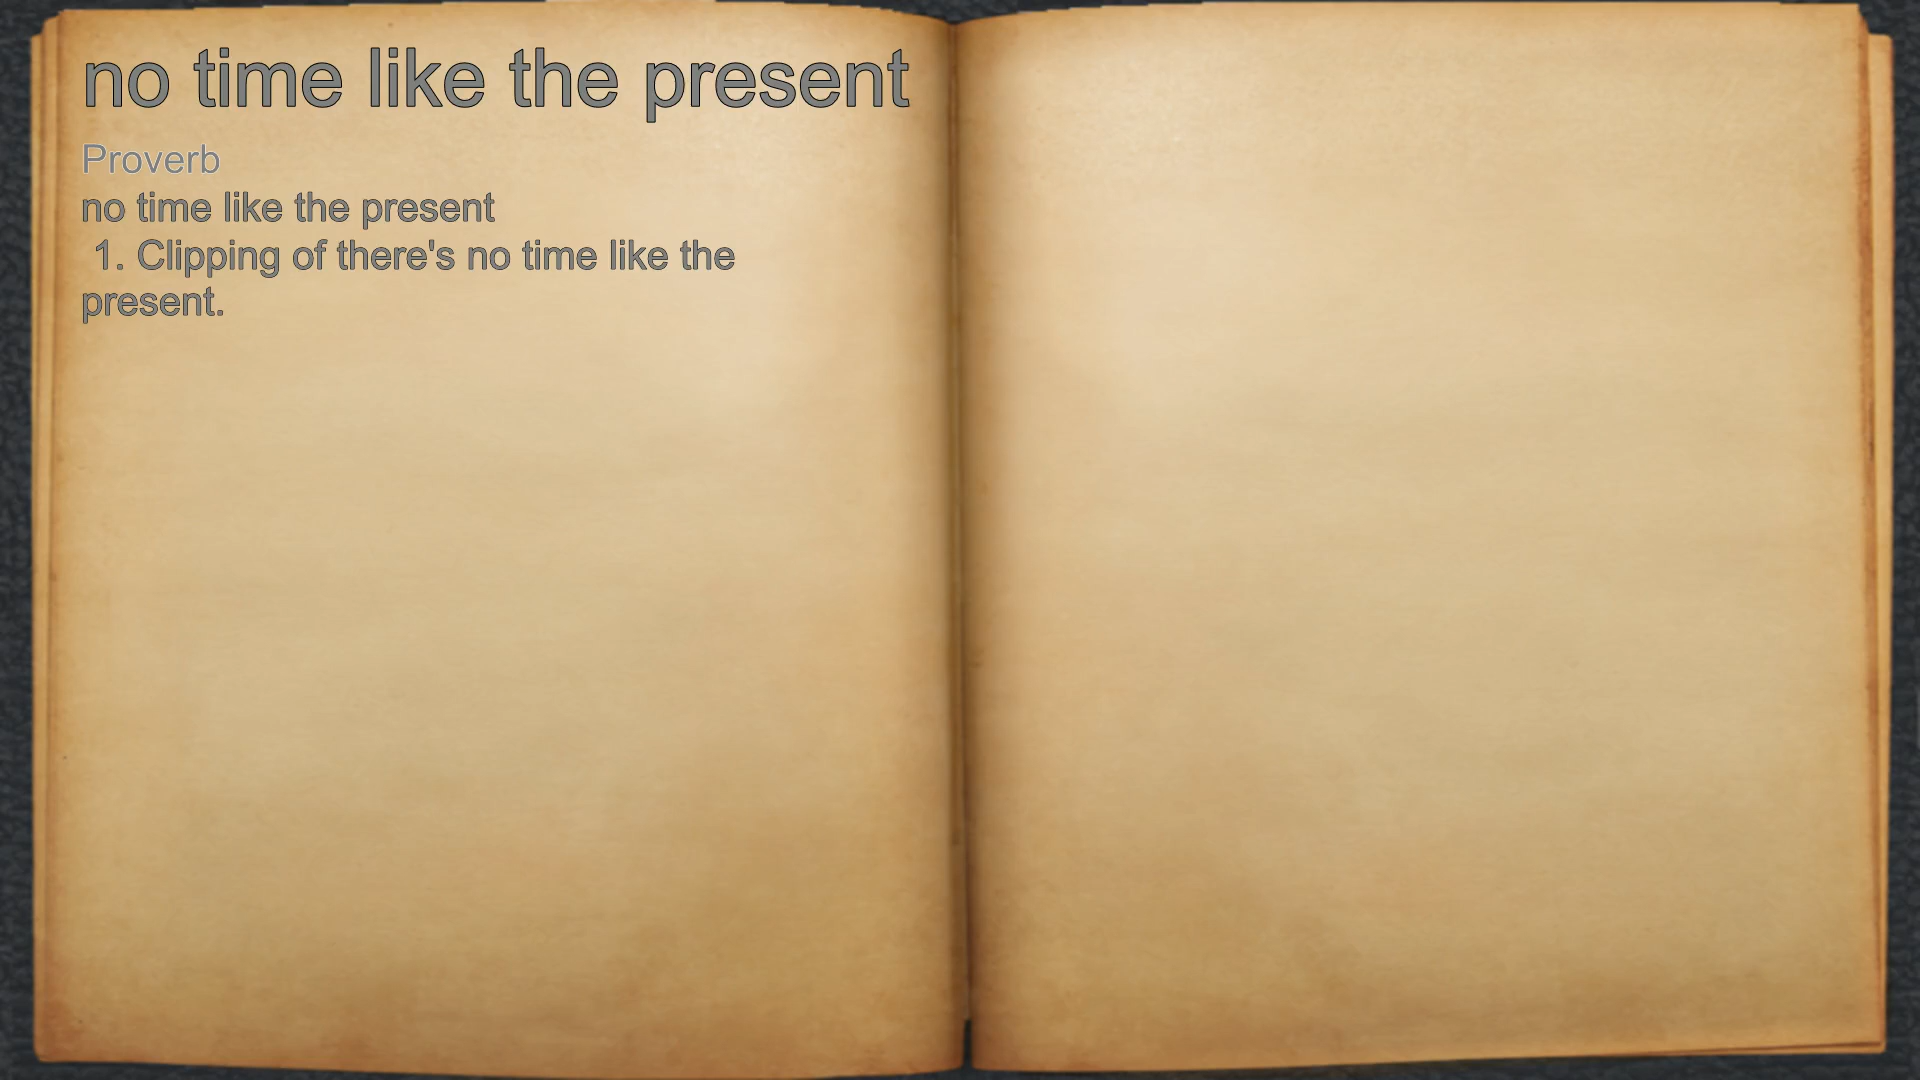 no time like the present
Proverb
no time like the present
1. Clipping of there's no time like the
present.